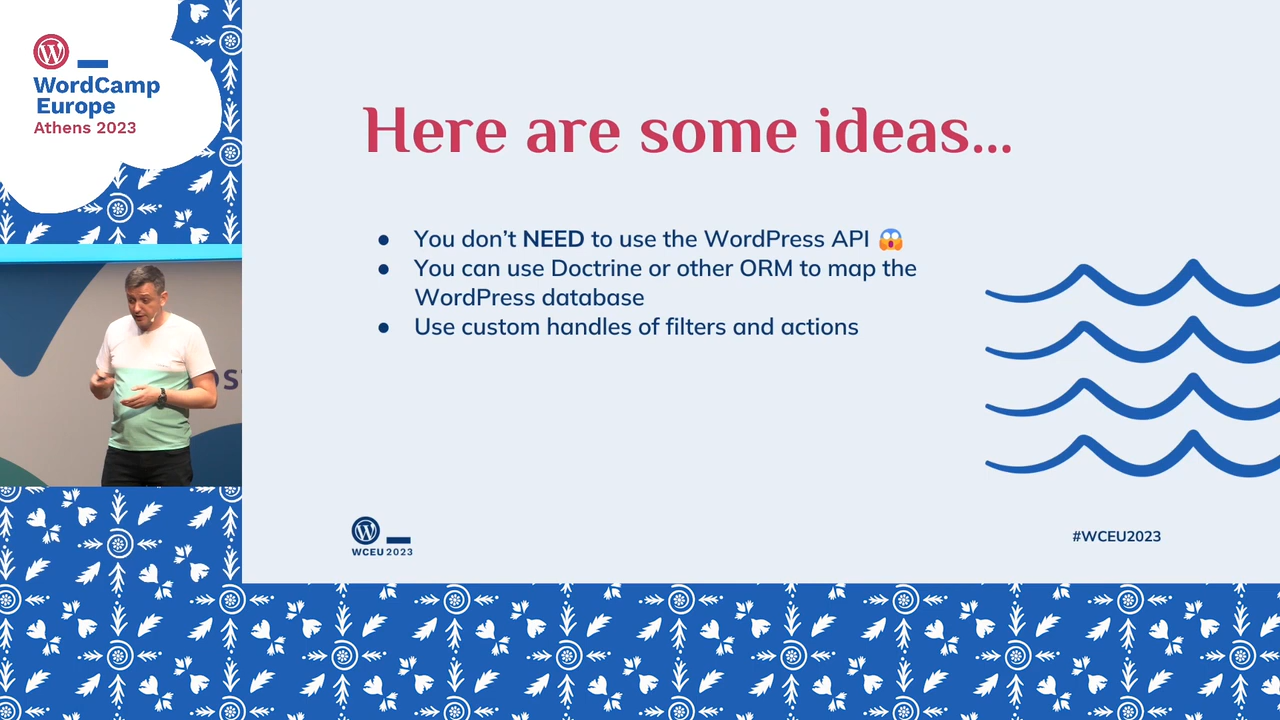 WordCamp
Europe
Athens 2023
Here are some ideas...
● You don’t NEED to use the WordPress API 😱
● You can use Doctrine or other ORM to map the
WordPress database
● Use custom handles of filters and actions
WCEU 2023
#WCEU2023